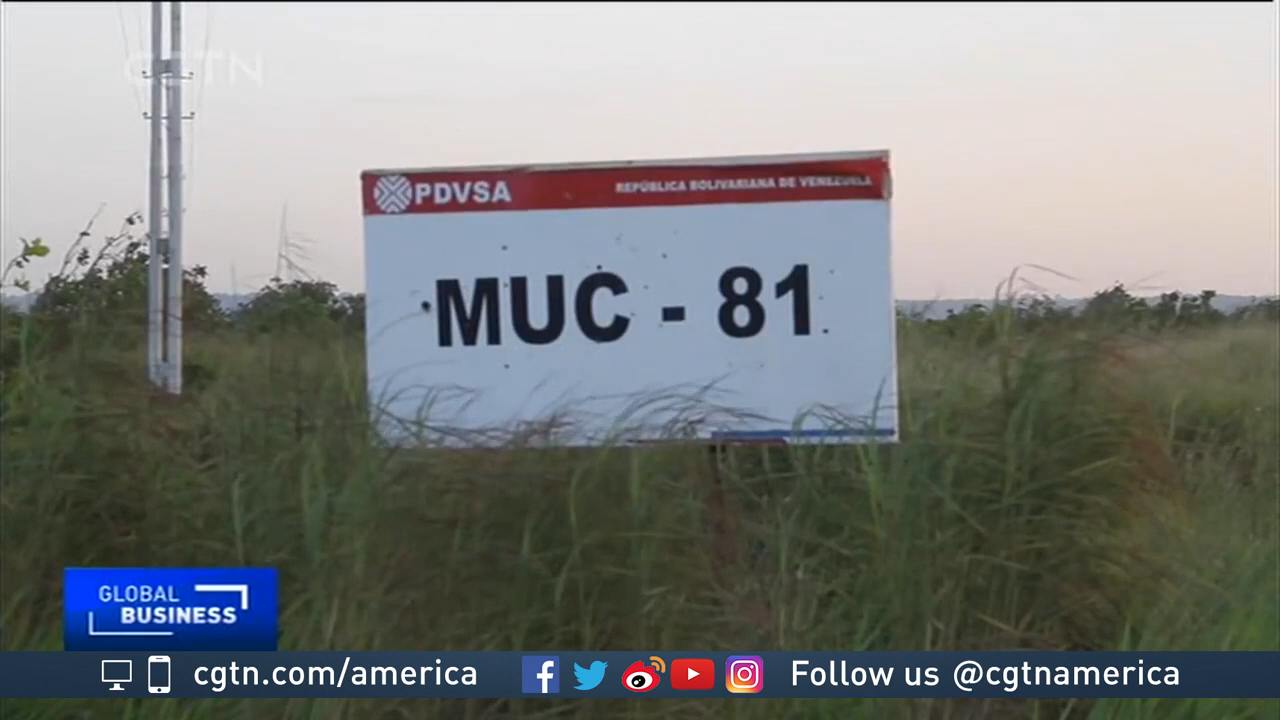 CGTN
PDVSA
REPÚBLICA BOLIVARIANA DE VENEZUELA
MUC - 81
GLOBAL
BUSINESS
cgtn.com/america
Follow us @cgtnamerica